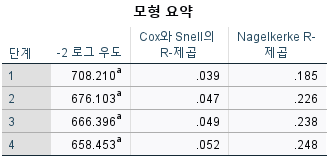 모형 요약
단계 -2 로그 우도 Cox와 Snell의 R-제곱 Nagelkerke R-제곱
1 708.210a .039 .185
2 676.103a .047 .226
3 666.396a .049 .238
4 658.453a .052 .248